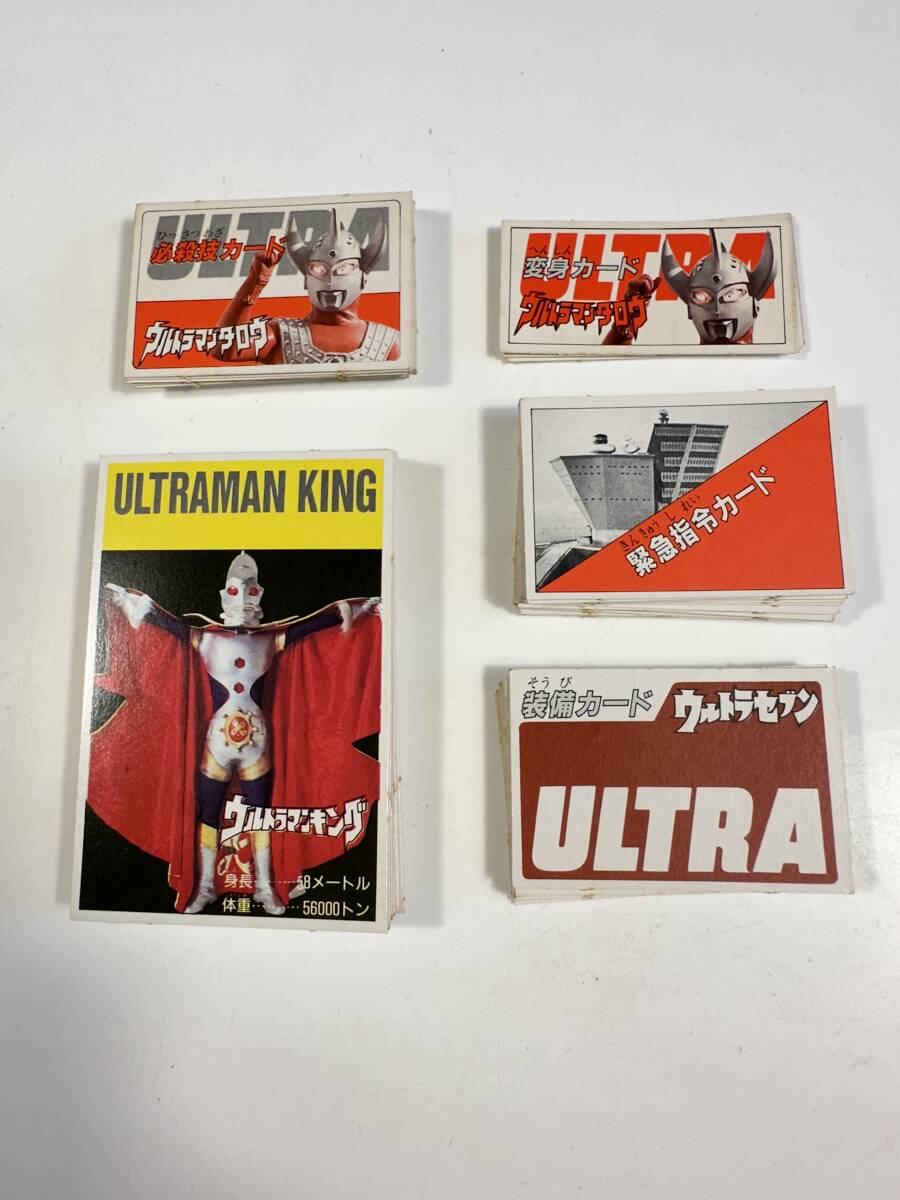 ULTRA
ひっさつわざ
必殺技カード
ウルトラマンタロウ
ULTRA
へんしん
変身カード
ウルトラマンタロウ
きんきゅうしれい
緊急指令カード
ULTRAMAN KING
ウルトラマンキング
身長………58メートル
体重…………56000トン
そうび
装備カード
ウルトラセブン
ULTRA